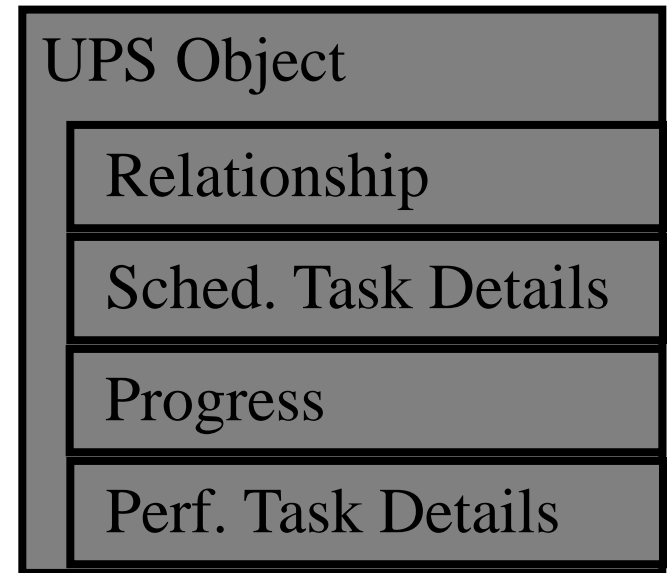 UPS Object
Relationship
Sched. Task Details
Progress
Perf. Task Details